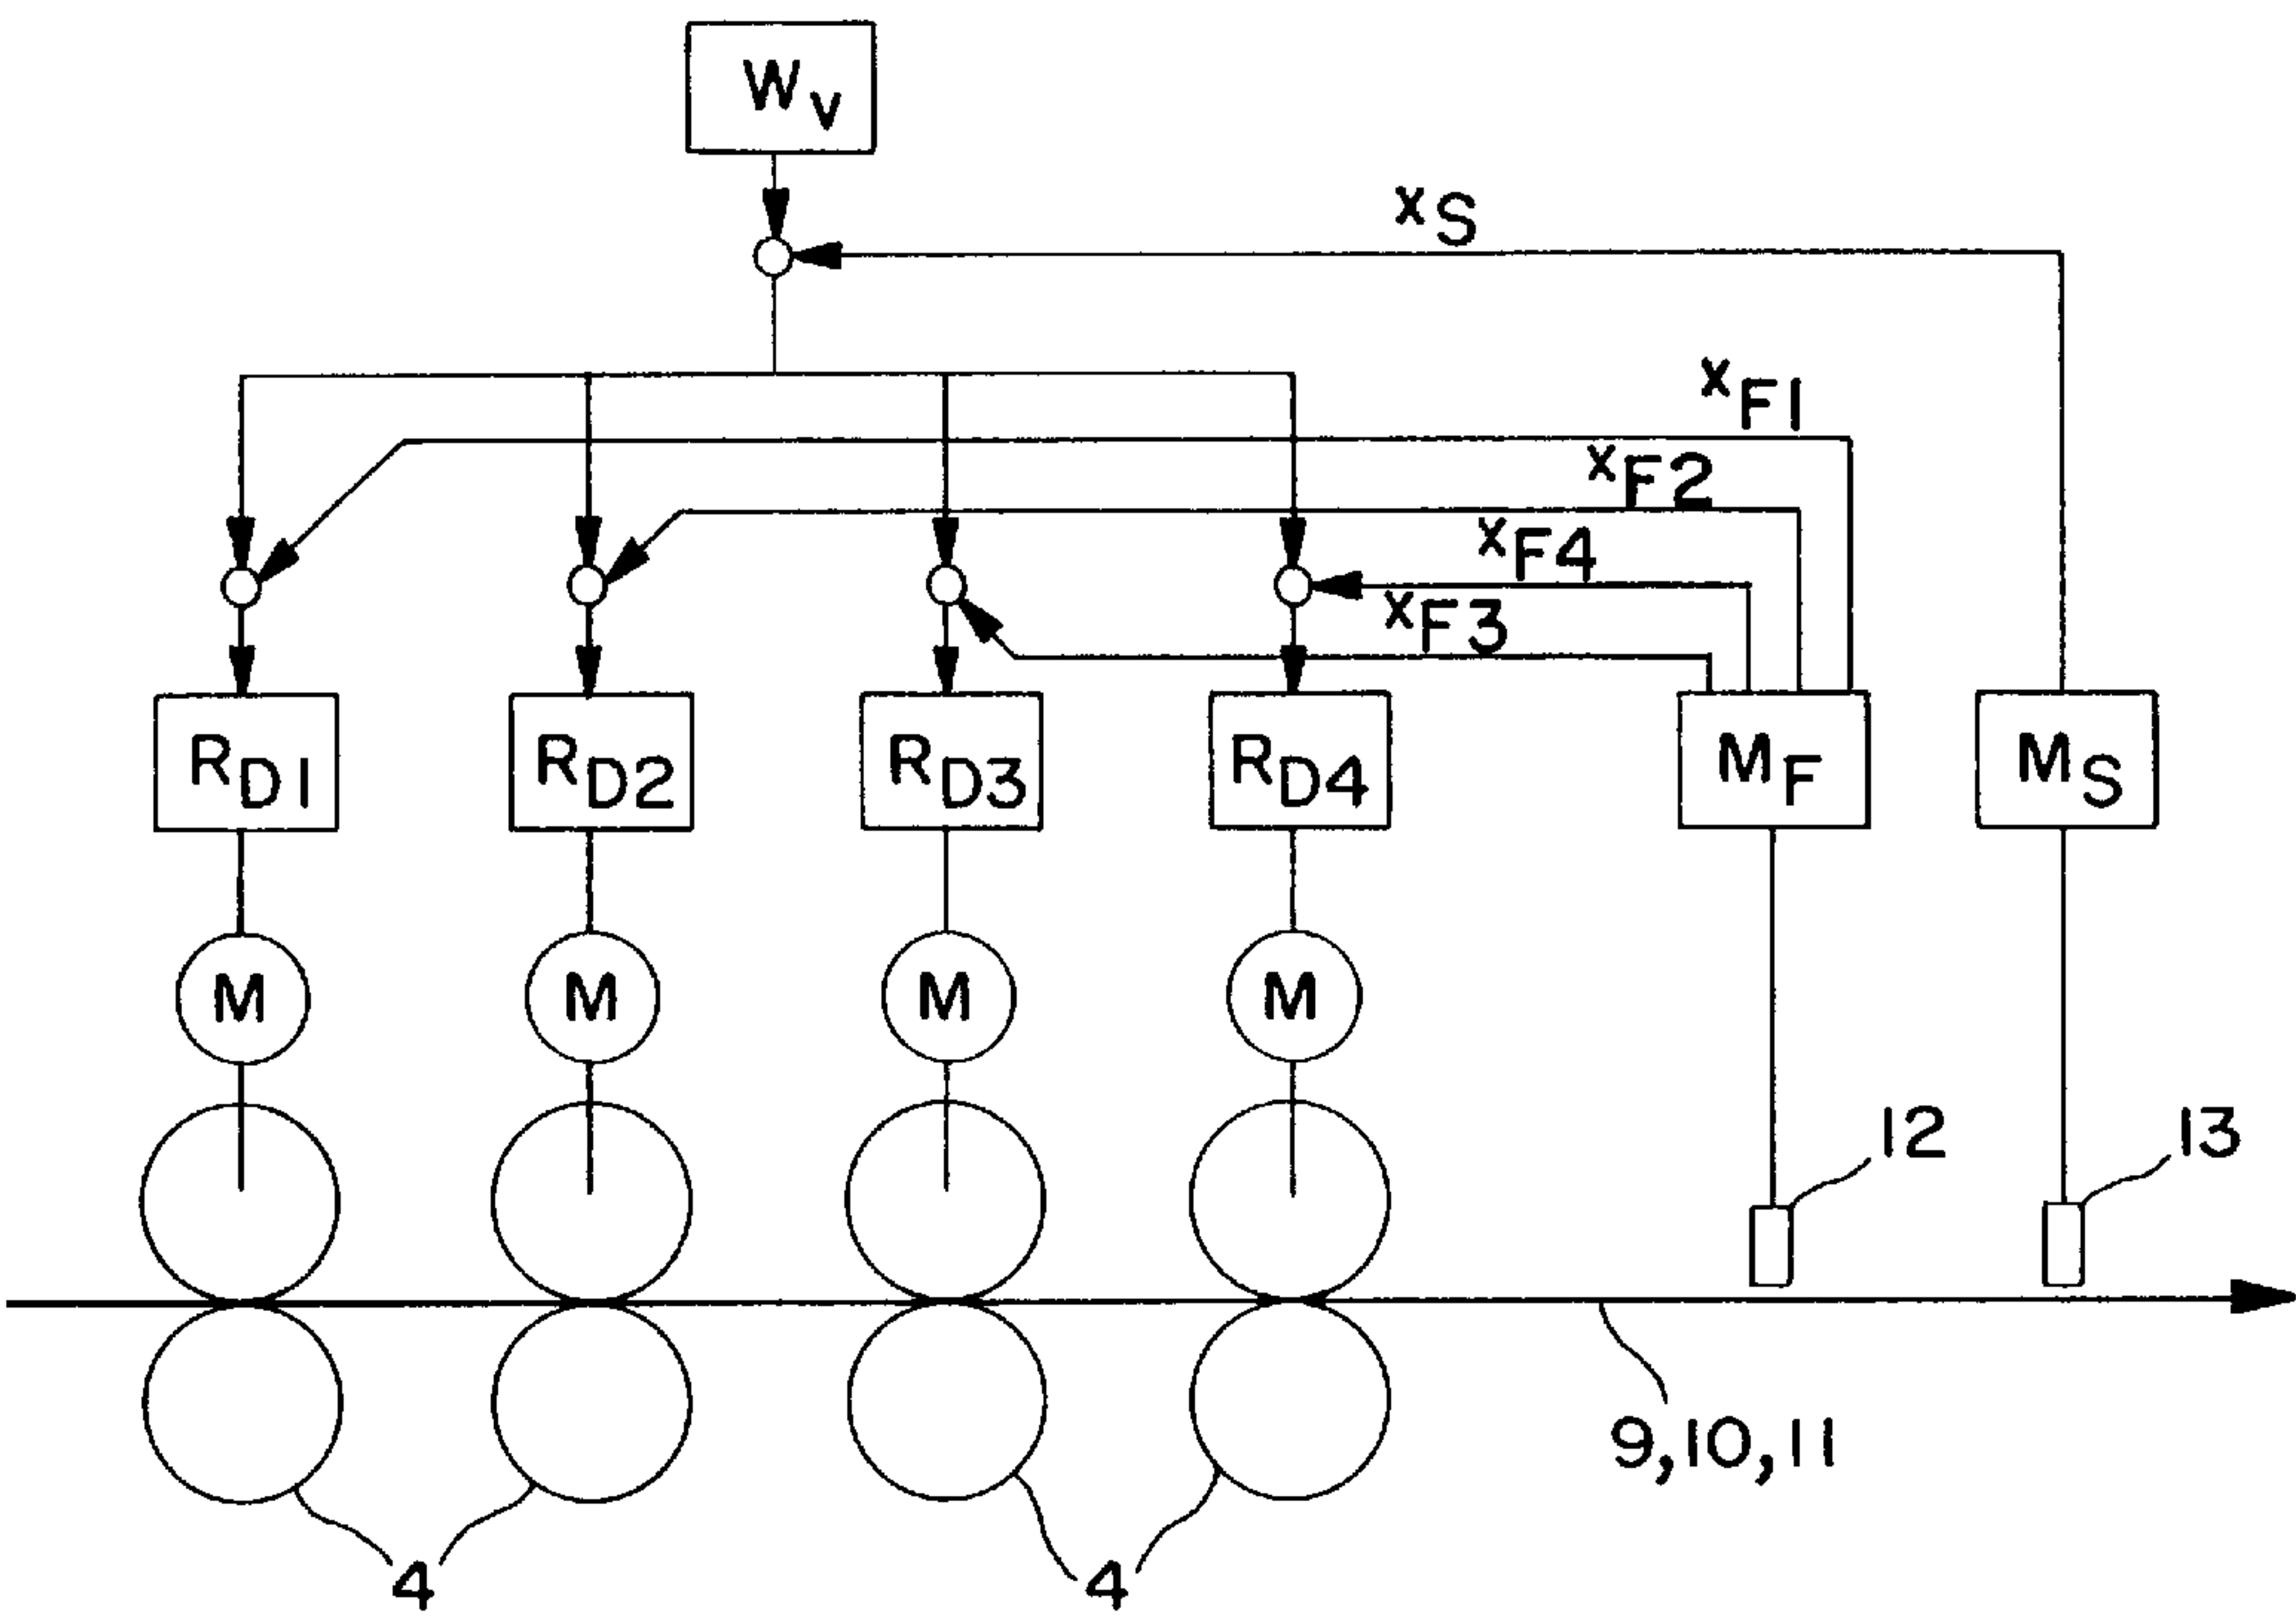 Wv
xS
xF1
xF2
xF4
xF3
RD1 RD2 RD3 RD4 MF MS
M M M M
12 13
9,10,11
4 4